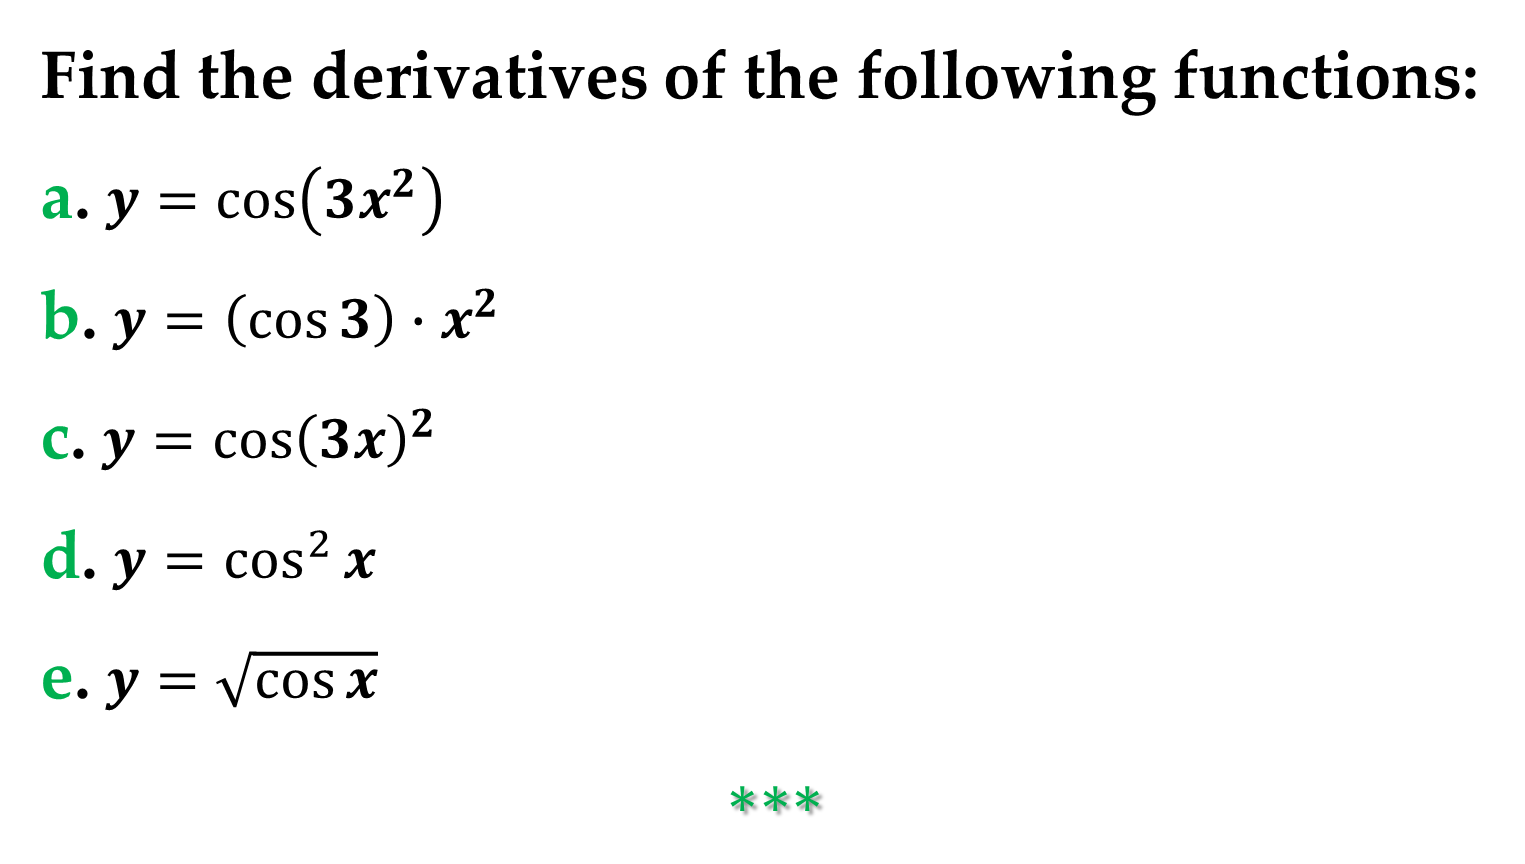 Find the derivatives of the following functions:
a. y = cos(3x²)
b. y = (cos 3) · x²
c. y = cos(3x)²
d. y = cos² x
e. y = √cos x
***